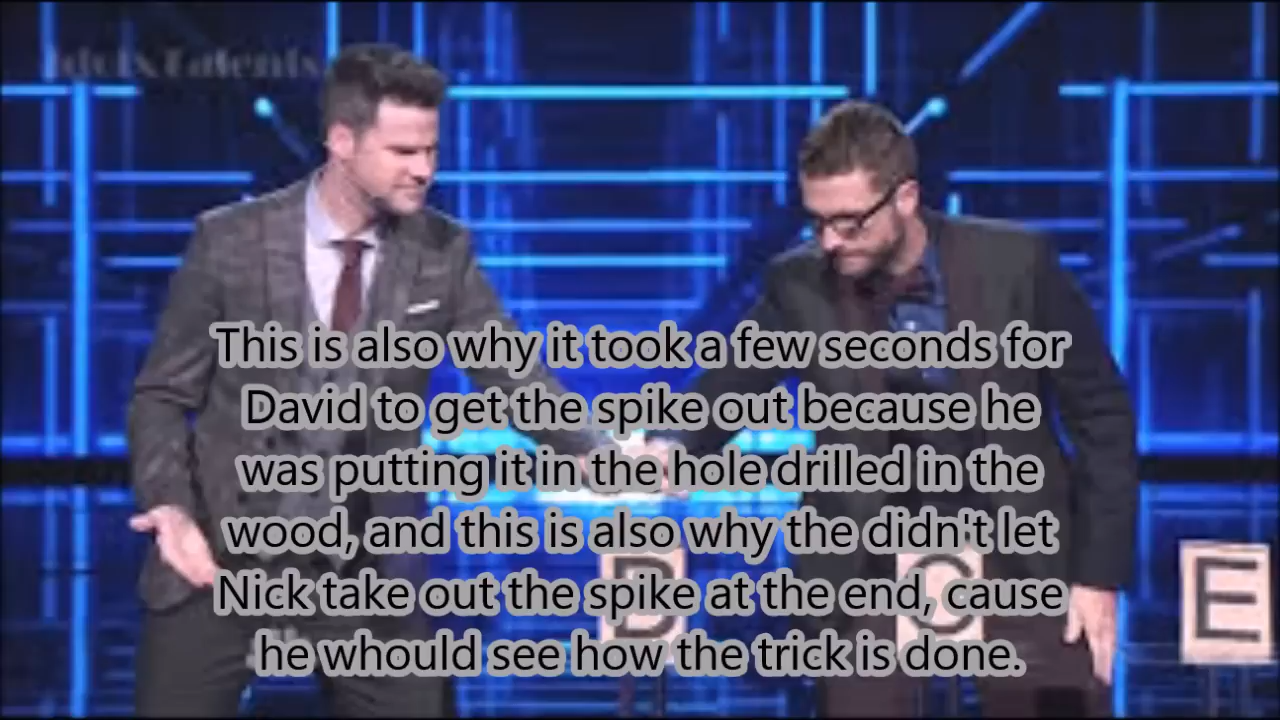 Idolx Talents
This is also why it took a few seconds for
David to get the spike out because he
was putting it in the hole drilled in the
wood, and this is also why the didn't let
Nick take out the spike at the end, cause
he whould see how the trick is done.
B C E